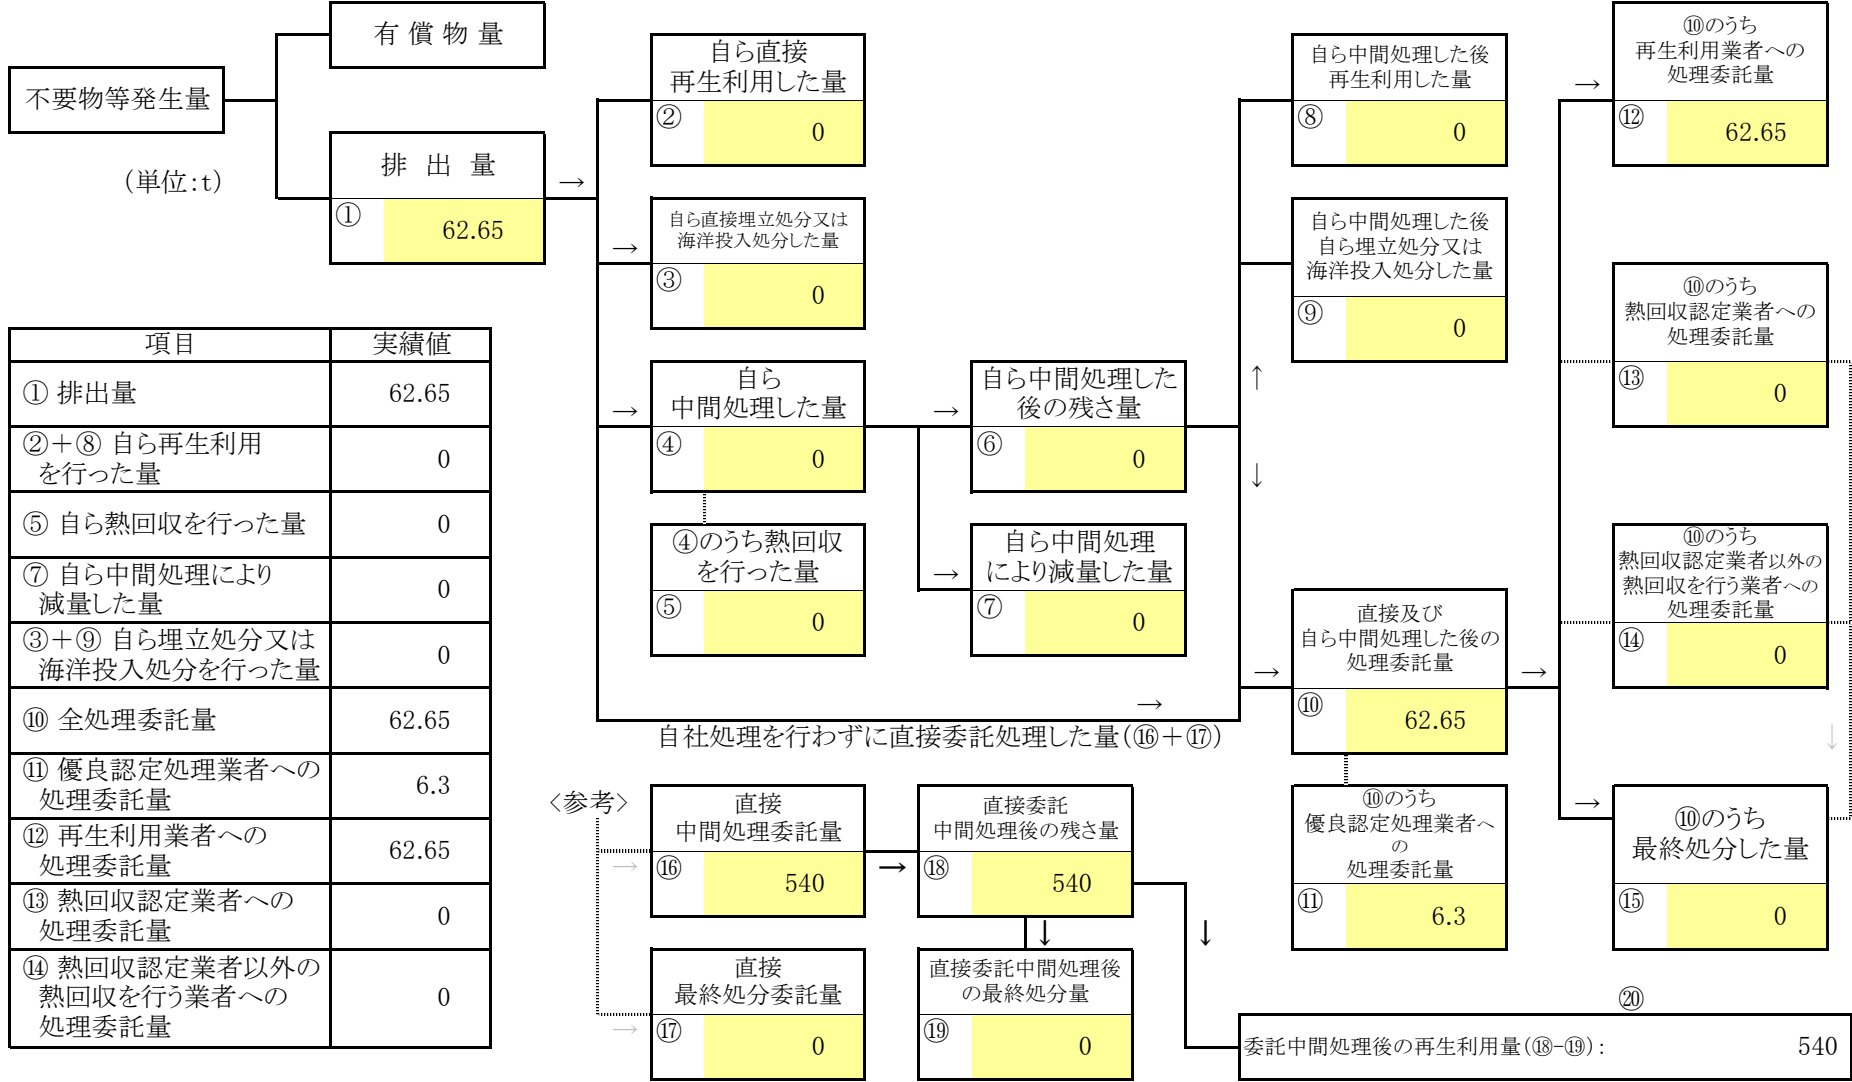 有 償 物 量
不要物等発生量
(単位:t)
排 出 量
→
①
62.65
自ら直接
再生利用した量
②
0
→
自ら直接埋立処分又は
海洋投入処分した量
③
0
→
自ら
中間処理した量
④
0
④のうち熱回収
を行った量
⑤
0
→
自ら中間処理した
後の残さ量
⑥
0
→
自ら中間処理
により減量した量
⑦
0
↑
↓
自ら中間処理した後
再生利用した量
⑧
0
自ら中間処理した後
自ら埋立処分又は
海洋投入処分した量
⑨
0
→
自社処理を行わずに直接委託処理した量(⑯+⑰)
→
直接及び
自ら中間処理した後の
処理委託量
⑩
62.65
⑩のうち
優良認定処理業者へ
の
処理委託量
⑪
6.3
→
→
⑩のうち
再生利用業者への
処理委託量
⑫
62.65
⑩のうち
熱回収認定業者への
処理委託量
⑬
0
⑩のうち
熱回収認定業者以外の
熱回収を行う業者への
処理委託量
⑭
0
↓
→
⑩のうち
最終処分した量
⑮
0
項目 実績値
① 排出量 62.65
②+⑧ 自ら再生利用
を行った量 0
⑤ 自ら熱回収を行った量 0
⑦ 自ら中間処理により
減量した量 0
③+⑨ 自ら埋立処分又は
海洋投入処分を行った量 0
⑩ 全処理委託量 62.65
⑪ 優良認定処理業者への
処理委託量 6.3
⑫ 再生利用業者への
処理委託量 62.65
⑬ 熱回収認定業者への
処理委託量 0
⑭ 熱回収認定業者以外の
熱回収を行う業者への
処理委託量 0
<参考>
→
直接
中間処理委託量
⑯
540
→
直接委託
中間処理後の残さ量
⑱
540
↓
↓
→
直接
最終処分委託量
⑰
0
直接委託中間処理後
の最終処分量
⑲
0
⑳
委託中間処理後の再生利用量(⑱-⑲): 540